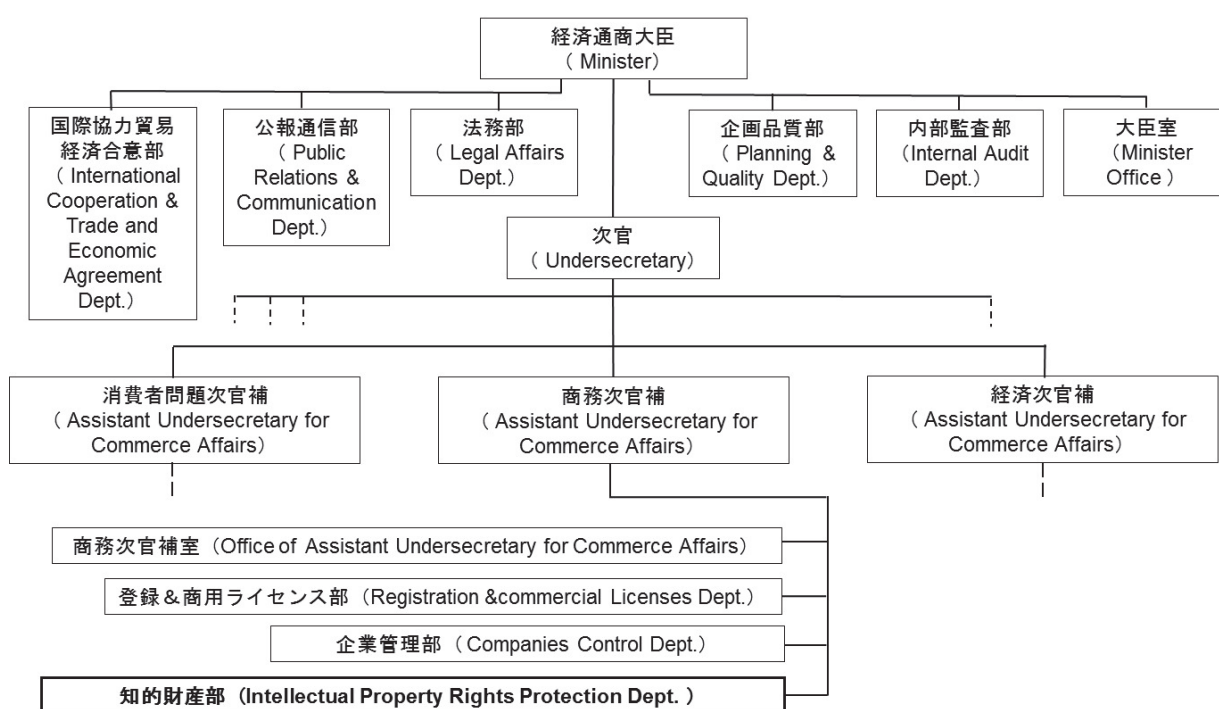 経済通商大臣
（ Minister）
国際協力貿易
経済合意部
（ International
Cooperation &
Trade and
Economic
Agreement
Dept.）
公報通信部
（ Public
Relations &
Communication
Dept.）
法務部
（ Legal Affairs
Dept.）
企画品質部
（ Planning &
Quality Dept.）
内部監査部
（Internal Audit
Dept.）
大臣室
（Minister
Office ）
次官
（ Undersecretary）
消費者問題次官補
（ Assistant Undersecretary for
Commerce Affairs）
商務次官補
（ Assistant Undersecretary for
Commerce Affairs）
経済次官補
（ Assistant Undersecretary for
Commerce Affairs）
商務次官補室（Office of Assistant Undersecretary for Commerce Affairs）
登録＆商用ライセンス部（Registration &commercial Licenses Dept.）
企業管理部（ Companies Control Dept.）
知的財産部（Intellectual Property Rights Protection Dept. ）